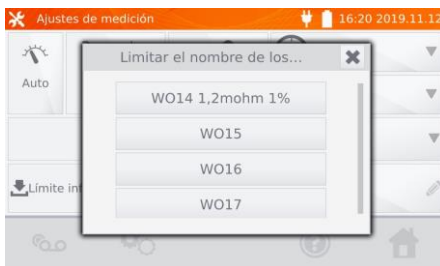 Ajustes de medición
16:20 2019.11.12
Limitar el nombre de los...
Auto
WO14 1,2mohm 1%
WO15
WO16
Límite int
WO17